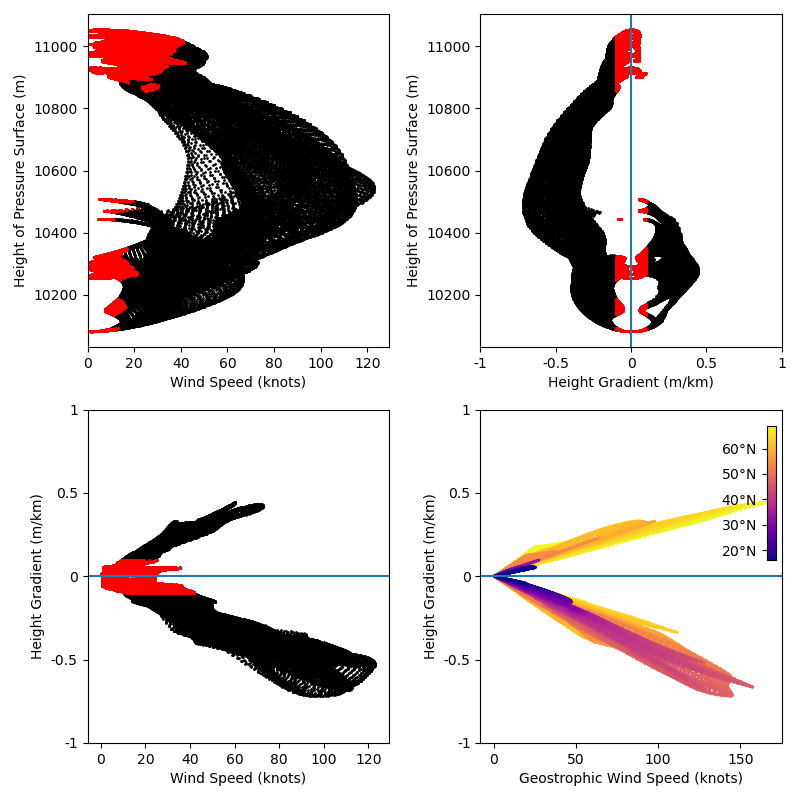 11000
10800
10600
10400
10200
Height of Pressure Surface (m)
0 20 40 60 80 100 120
Wind Speed (knots)
11000
10800
10600
10400
10200
Height of Pressure Surface (m)
-1 -0.5 0 0.5 1
Height Gradient (m/km)
1
0.5
0
-0.5
-1
Height Gradient (m/km)
0 20 40 60 80 100 120
Wind Speed (knots)
1
0.5
0
-0.5
-1
Height Gradient (m/km)
60°N
50°N
40°N
30°N
20°N
0 50 100 150
Geostrophic Wind Speed (knots)